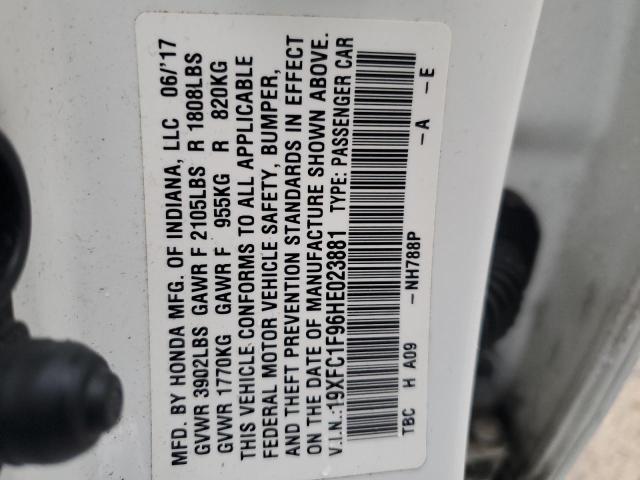 MFD. BY HONDA MFG. OF INDIANA, LLC 06/'17
GVWR 3902LBS GAWR F 2105LBS R 1808LBS
GVWR 1770KG GAWR F 955KG R 820KG
THIS VEHICLE CONFORMS TO ALL APPLICABLE
FEDERAL MOTOR VEHICLE SAFETY, BUMPER,
AND THEFT PREVENTION STANDARDS IN EFFECT
ON THE DATE OF MANUFACTURE SHOWN ABOVE.
V.I.N.:19XFC1F96HE023881 TYPE: PASSENGER CAR
TBC H A09 -NH788P -A -E